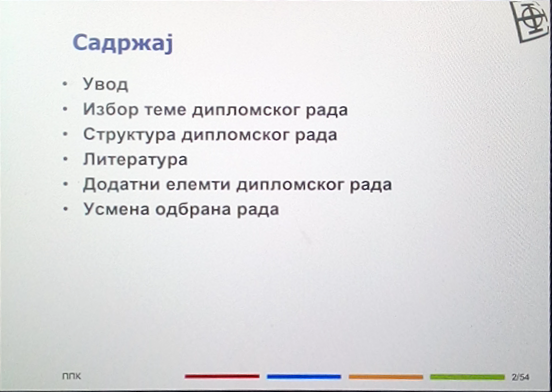 Садржај
• Увод
• Избор теме дипломског рада
• Структура дипломског рада
• Литература
• Додатни елемти дипломског рада
• Усмена одбрана рада
ППК
2/54